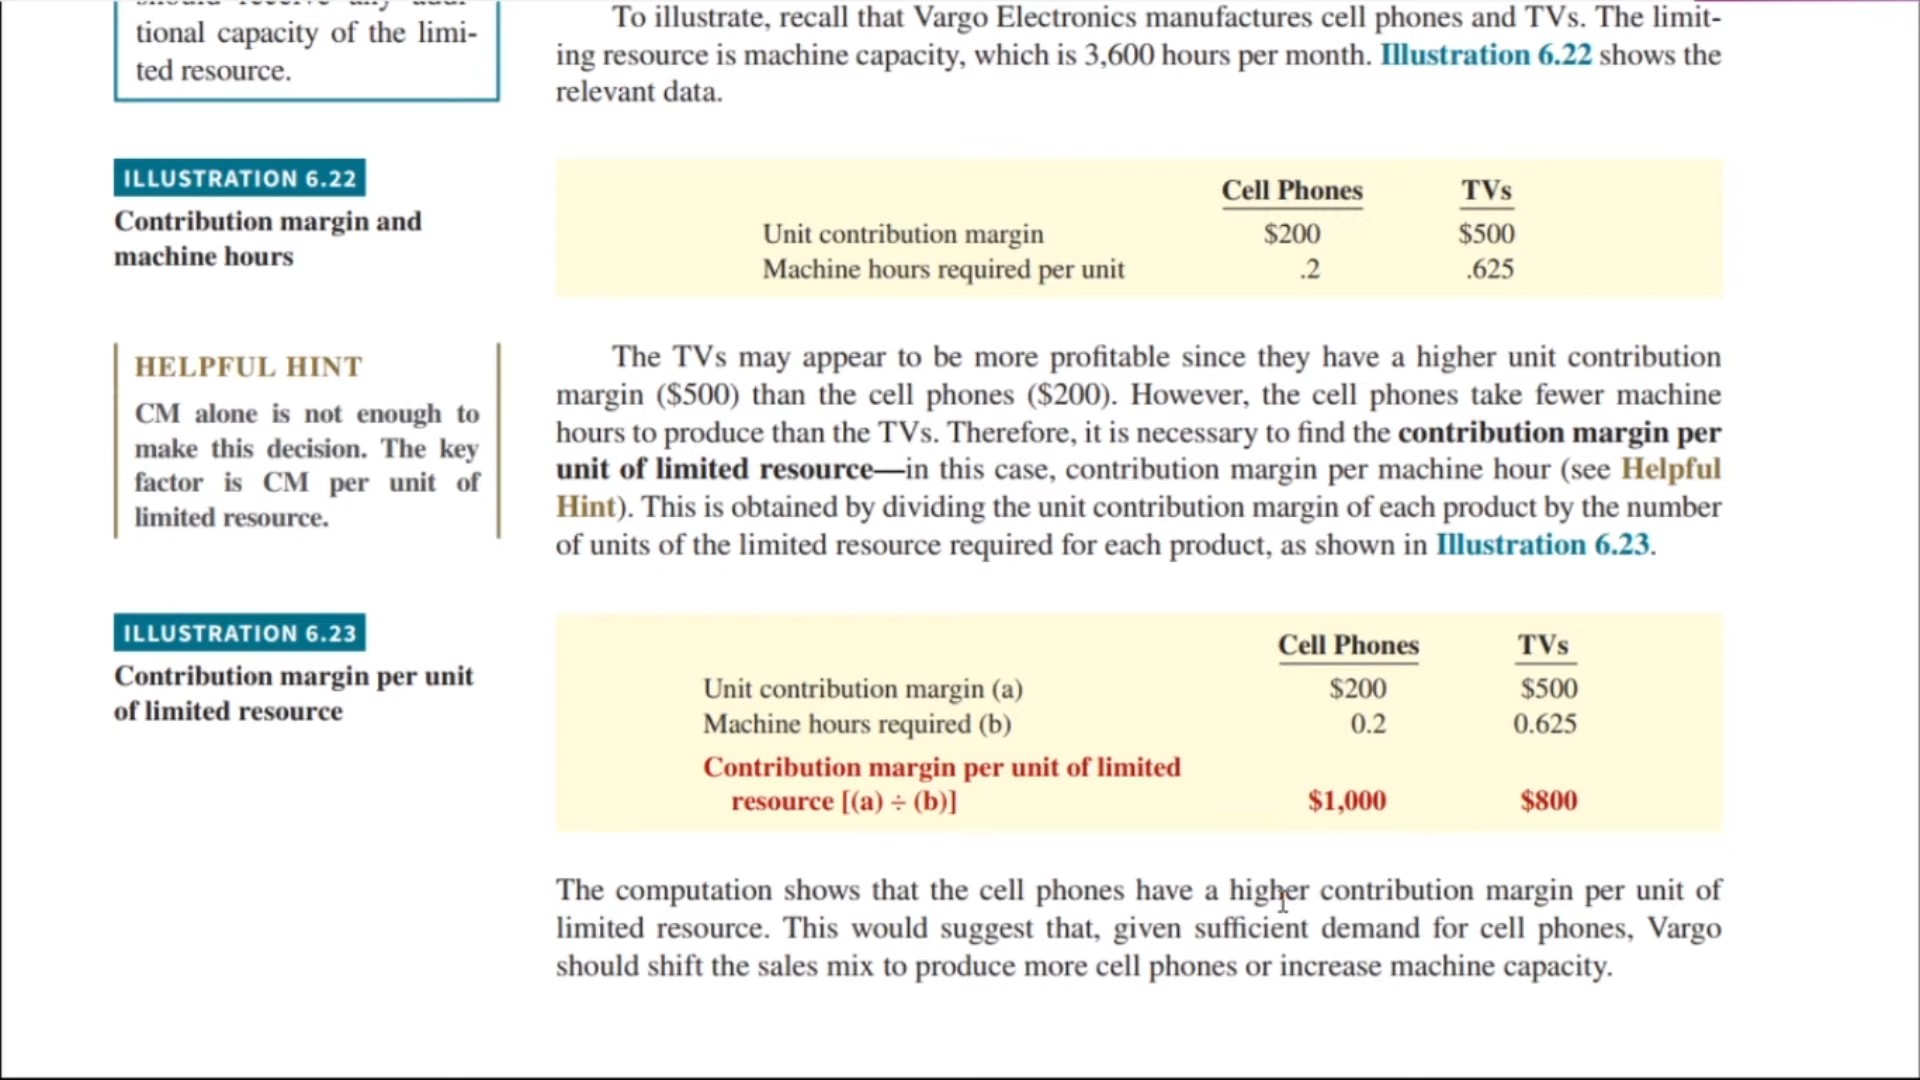 tional capacity of the limi-
ted resource.
To illustrate, recall that Vargo Electronics manufactures cell phones and TVs. The limit-
ing resource is machine capacity, which is 3,600 hours per month. Illustration 6.22 shows the
relevant data.
ILLUSTRATION 6.22
Contribution margin and
machine hours
Cell Phones TVs
Unit contribution margin $200 $500
Machine hours required per unit .2 .625
HELPFUL HINT
CM alone is not enough to
make this decision. The key
factor is CM per unit of
limited resource.
The TVs may appear to be more profitable since they have a higher unit contribution
margin ($500) than the cell phones ($200). However, the cell phones take fewer machine
hours to produce than the TVs. Therefore, it is necessary to find the contribution margin per
unit of limited resource—in this case, contribution margin per machine hour (see Helpful
Hint). This is obtained by dividing the unit contribution margin of each product by the number
of units of the limited resource required for each product, as shown in Illustration 6.23.
ILLUSTRATION 6.23
Contribution margin per unit
of limited resource
Cell Phones TVs
Unit contribution margin (a) $200 $500
Machine hours required (b) 0.2 0.625
Contribution margin per unit of limited
resource [(a) ÷ (b)] $1,000 $800
The computation shows that the cell phones have a higher contribution margin per unit of
limited resource. This would suggest that, given sufficient demand for cell phones, Vargo
should shift the sales mix to produce more cell phones or increase machine capacity.